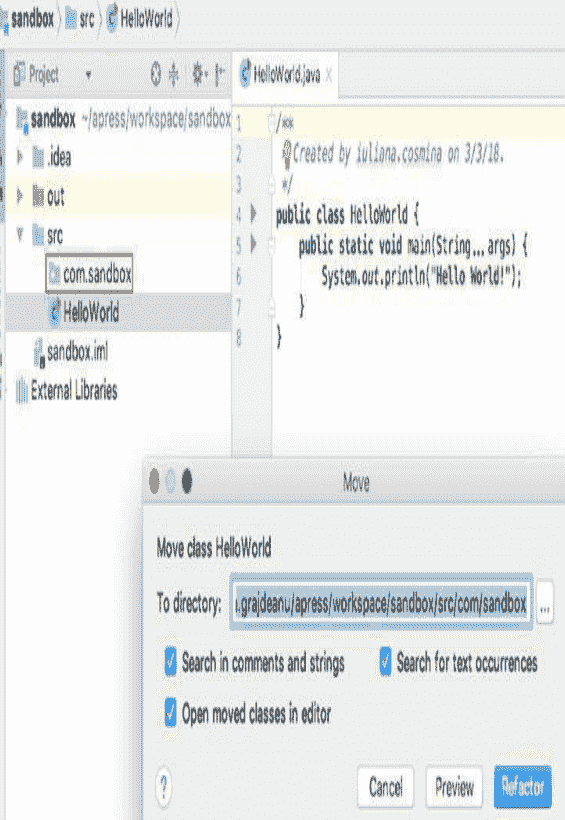 sandbox src HelloWorld
Project
HelloWorld.java
sandbox ~/apress/workspace/sandbox
.idea
out
src
com.sandbox
HelloWorld
sandbox.iml
External Libraries
1 /**
2 Created by iuliana.cosmina on 3/3/18.
3 */
4 public class HelloWorld {
5 public static void main(String...args) {
6 System.out.println("Hello World!");
7 }
8 }
Move
Move class HelloWorld
To directory: .grajdeanu/apress/workspace/sandbox/src/com/sandbox ...
Search in comments and strings Search for text occurrences
Open moved classes in editor
? Cancel Preview Refactor